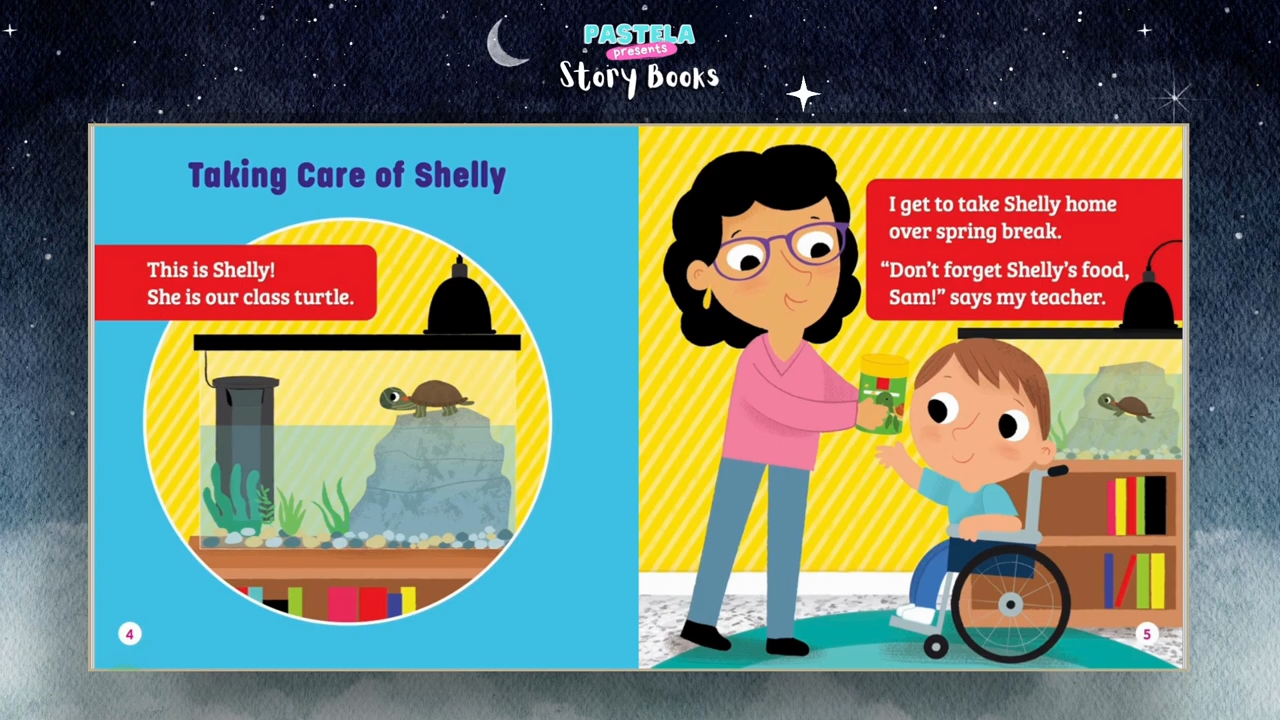 PASTELA
presents
Story Books
Taking Care of Shelly
This is Shelly!
She is our class turtle.
4
I get to take Shelly home
over spring break.
“Don’t forget Shelly’s food,
Sam!” says my teacher.
5